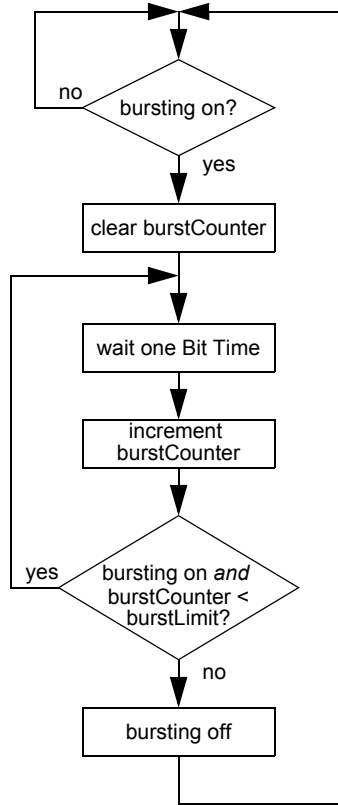 no
bursting on?
yes
clear burstCounter
wait one Bit Time
increment
burstCounter
yes
bursting on and
burstCounter <
burstLimit?
no
bursting off